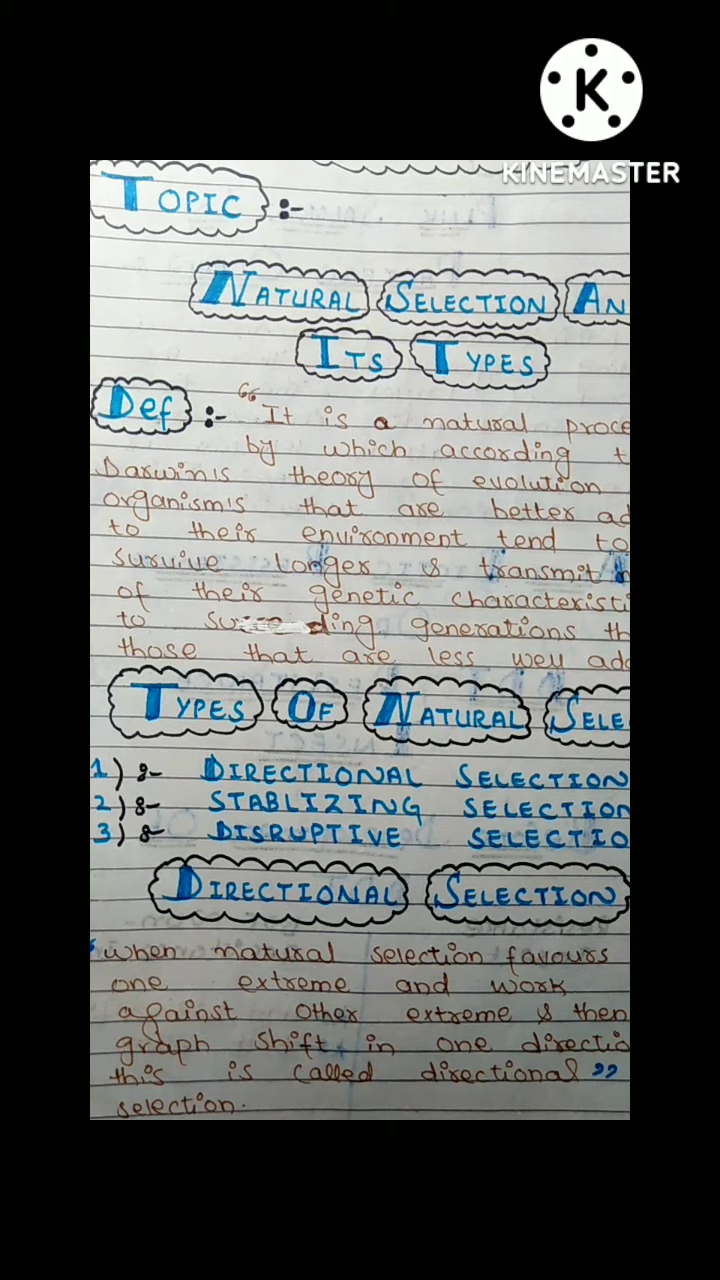 K
KINEMASTER
TOPIC :-
NATURAL SELECTION AN
ITS TYPES
Def :- "It is a natural proce
by which according t
Darwin's theory of evolution
organism's that are better ad
to their environment tend to
survive longer & transmit
of their genetic characteristi
to ding generations th
those that are less well ada
TYPES OF NATURAL SELE
1) :- DIRECTIONAL SELECTION
2) :- STABLIZING SELECTION
3) :- DISRUPTIVE SELECTIO
DIRECTIONAL SELECTION
"when natural selection favours
one extreme and work
against other extreme & then
graph shift in one directio
this is called directional"
selection.